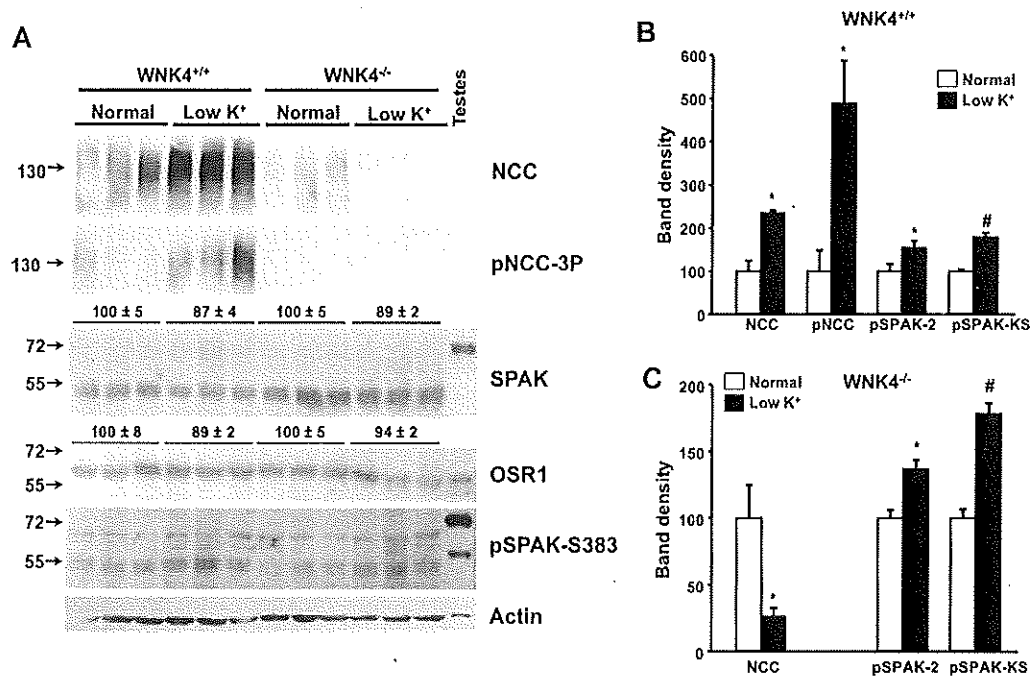 A
WNK4+/+ WNK4-/- Testes
Normal Low K+ Normal Low K+
130→ NCC
130→ pNCC-3P
100 ± 5 87 ± 4 100 ± 5 89 ± 2
72→
55→ SPAK
100 ± 8 89 ± 2 100 ± 5 94 ± 2
72→
55→ OSR1
72→
55→ pSPAK-S383
Actin
B WNK4+/+
Normal
Low K+
Band density
600
500
400
300
200
100
0
* * * #
NCC pNCC pSPAK-2 pSPAK-KS
C WNK4-/-
Normal
Low K+
Band density
200
150
100
50
0
* * #
NCC pSPAK-2 pSPAK-KS